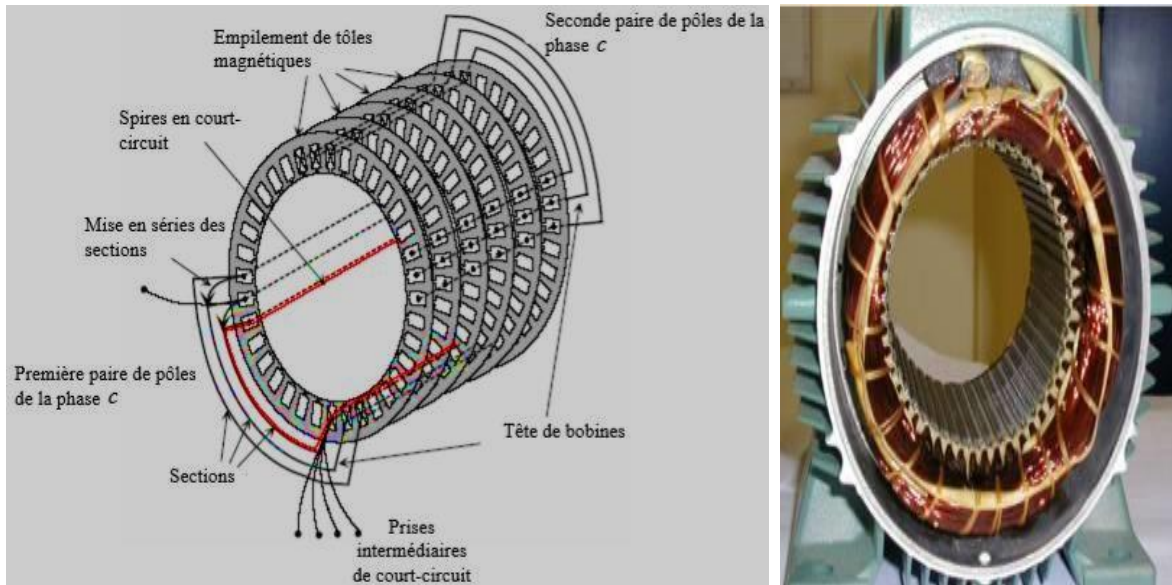 Seconde paire de pôles de la
phase C
Empilement de tôles
magnétiques
Spires en court-
circuit
Mise en séries des
sections
Première paire de pôles
de la phase C
Tête de bobines
Sections
Prises
intermédiaires
de court-circuit